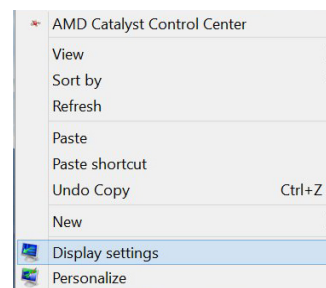 AMD Catalyst Control Center
View
Sort by
Refresh
Paste
Paste shortcut
Undo Copy Ctrl+Z
New
Display settings
Personalize